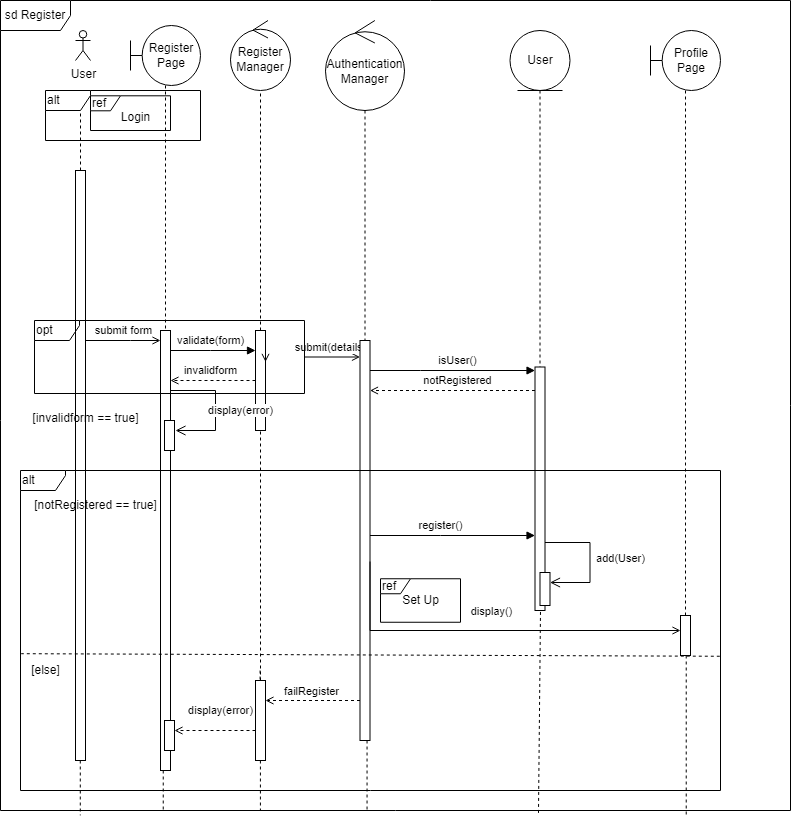 sd Register
User
Register
Page
Register
Manager
Authentication
Manager
User
Profile
Page
alt
ref
Login
opt
submit form
validate(form)
submit(details
invalidform
isUser()
notRegistered
display(error)
[invalidform == true]
alt
[notRegistered == true]
register()
add(User)
ref
Set Up
display()
[else]
failRegister
display(error)